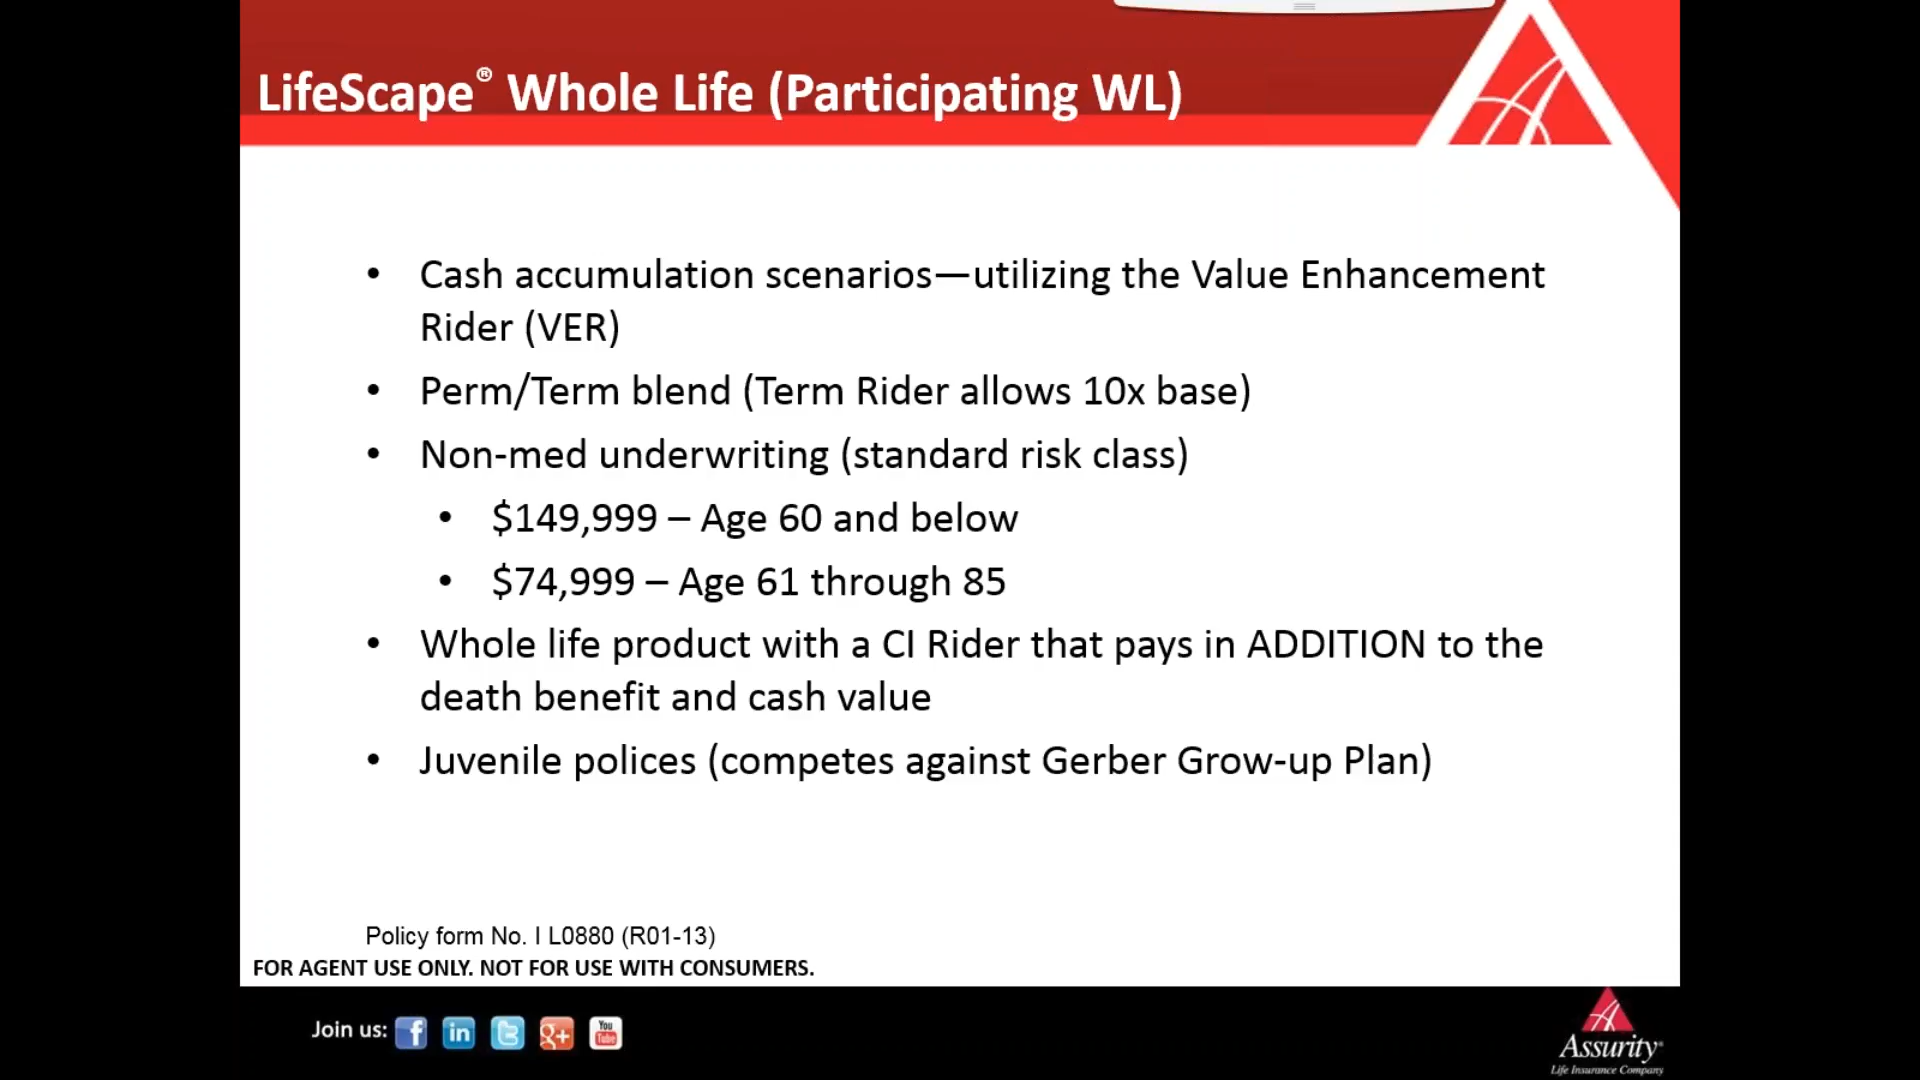 LifeScape® Whole Life (Participating WL)
• Cash accumulation scenarios—utilizing the Value Enhancement
Rider (VER)
• Perm/Term blend (Term Rider allows 10x base)
• Non-med underwriting (standard risk class)
• $149,999 – Age 60 and below
• $74,999 – Age 61 through 85
• Whole life product with a CI Rider that pays in ADDITION to the
death benefit and cash value
• Juvenile polices (competes against Gerber Grow-up Plan)
Policy form No. I L0880 (R01-13)
FOR AGENT USE ONLY. NOT FOR USE WITH CONSUMERS.
Join us: f in t g+ You Tube
Assurity®
Life Insurance Company